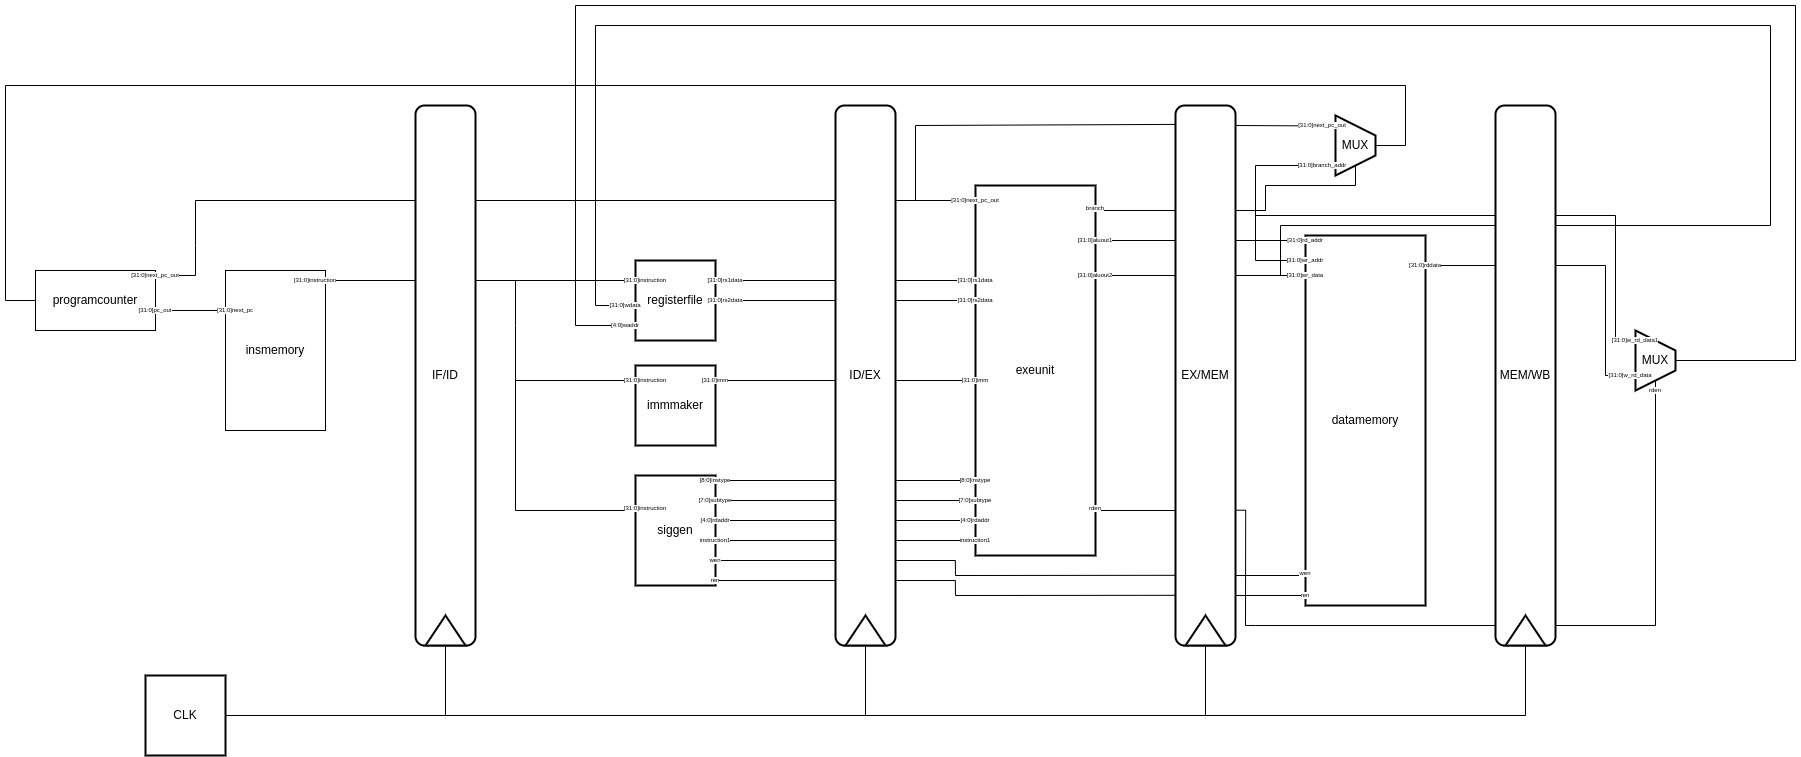 [31:0]next_pc_out
MUX
[31:0]branch_addr
[31:0]next_pc_out
branch
[31:0]aluout1
[31:0]rd_addr
[31:0]wr_addr
[31:0]rddata
[31:0]next_pc_out
programcounter
[31:0]pc_out
[31:0]next_pc
[31:0]instruction
insmemory
[31:0]instruction
[31:0]rs1data
registerfile
[31:0]rs2data
[31:0]wdata
[4:0]waddr
[31:0]rs1data
[31:0]rs2data
[31:0]aluout2
[31:0]wr_data
[31:0]w_rd_data1
MUX
[31:0]w_rd_data
rden
IF/ID
ID/EX
exeunit
EX/MEM
MEM/WB
[31:0]instruction
[31:0]imm
immmaker
[31:0]imm
datamemory
[8:0]instype
[7:0]subtype
[31:0]instruction
[4:0]rdaddr
siggen
instruction1
wen
ren
[8:0]instype
[7:0]subtype
[4:0]rdaddr
instruction1
rden
wen
ren
CLK